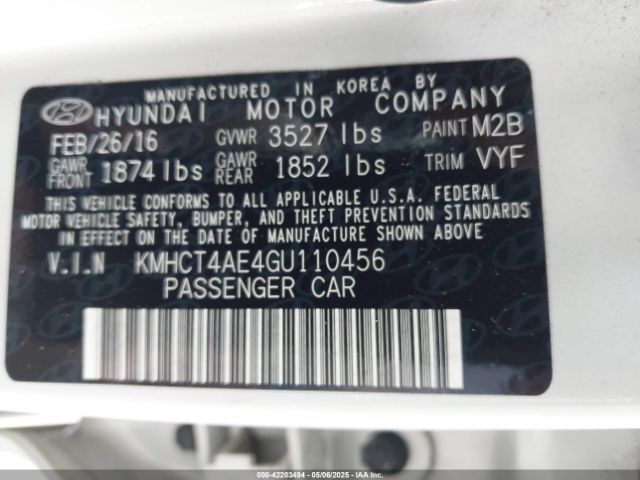 MANUFACTURED IN KOREA BY
HYUNDAI MOTOR COMPANY
FEB/26/16 GVWR 3527 lbs PAINT M2B
GAWR FRONT 1874 lbs GAWR REAR 1852 lbs TRIM VYF
THIS VEHICLE CONFORMS TO ALL APPLICABLE U.S.A. FEDERAL
MOTOR VEHICLE SAFETY, BUMPER, AND THEFT PREVENTION STANDARDS
IN EFFECT ON THE DATE OF MANUFACTURE SHOWN ABOVE.
V.I.N KMHCT4AE4GU110456
PASSENGER CAR
000-42203494 - 05/06/2025 - IAAI.COM